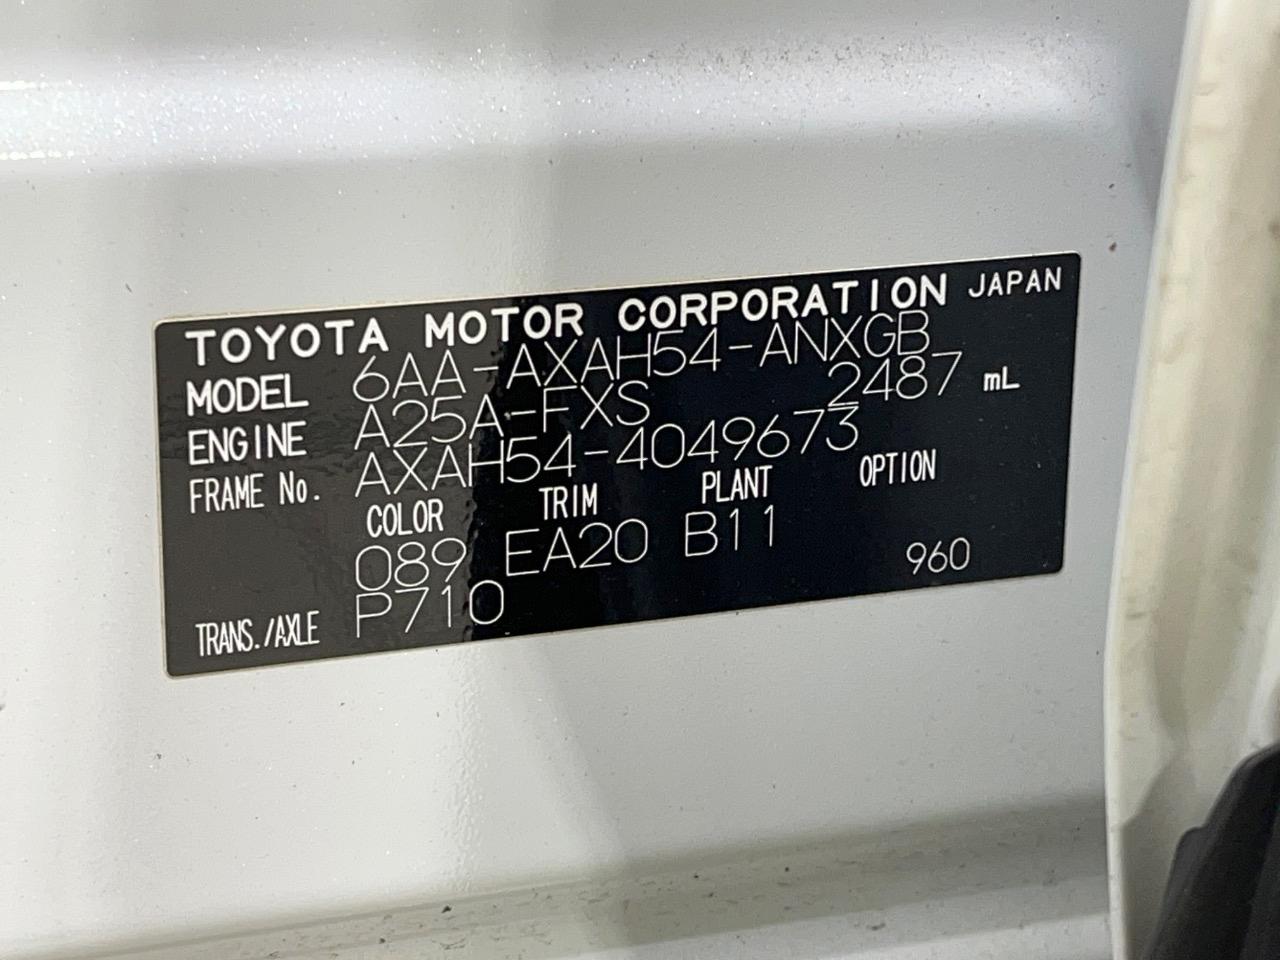 TOYOTA MOTOR CORPORATION JAPAN
MODEL 6AA-AXAH54-ANXGB
ENGINE A25A-FXS 2487 mL
FRAME No. AXAH54-4049673
COLOR TRIM PLANT OPTION
089 EA20 B11
TRANS./AXLE P710 960